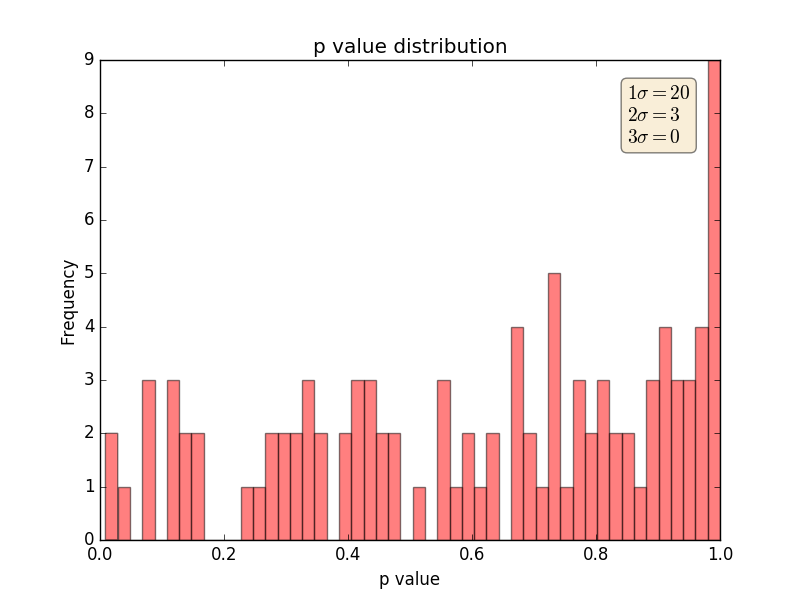 p value distribution
9
8
7
6
5
4
3
2
1
0
Frequency
1σ = 20
2σ = 3
3σ = 0
0.0 0.2 0.4 0.6 0.8 1.0
p value